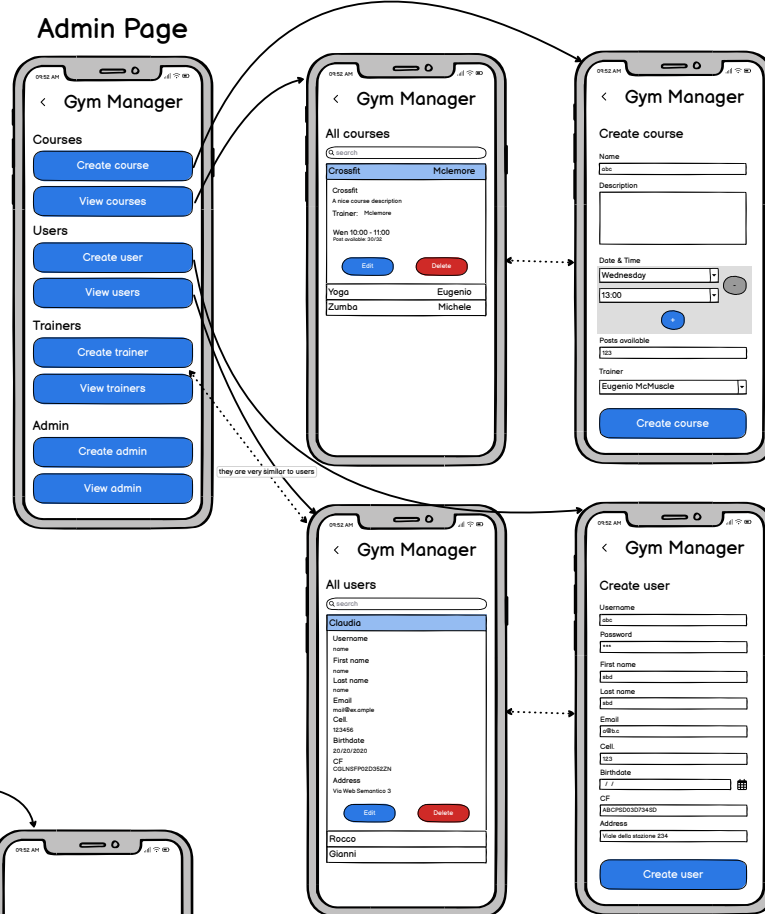 Admin Page
09:52 AM
< Gym Manager
Courses
Create course
View courses
Users
Create user
View users
Trainers
Create trainer
View trainers
Admin
Create admin
View admin
09:52 AM
< Gym Manager
All courses
search
Crossfit Mclemore
Crossfit
A nice course description
Trainer: Mclemore
Wen 10:00 - 11:00
Post available: 30/32
Edit Delete
Yoga Eugenio
Zumba Michele
09:52 AM
< Gym Manager
Create course
Name
abc
Description
Date & Time
Wednesday
-
13:00
+
Posts available
123
Trainer
Eugenio McMuscle
Create course
they are very similar to users
09:52 AM
< Gym Manager
All users
search
Claudia
Username
name
First name
name
Last name
name
Email
mail@ex.ample
Cell.
123456
Birthdate
20/20/2020
CF
CGLNSFP02D352ZN
Address
Via Web Semantico 3
Edit Delete
Rocco
Gianni
09:52 AM
< Gym Manager
Create user
Username
abc
Password
***
First name
sbd
Last name
sbd
Email
a@b.c
Cell.
123
Birthdate
/ /
CF
ABCPSD03D734SD
Address
Viale della stazione 234
Create user
09:52 AM